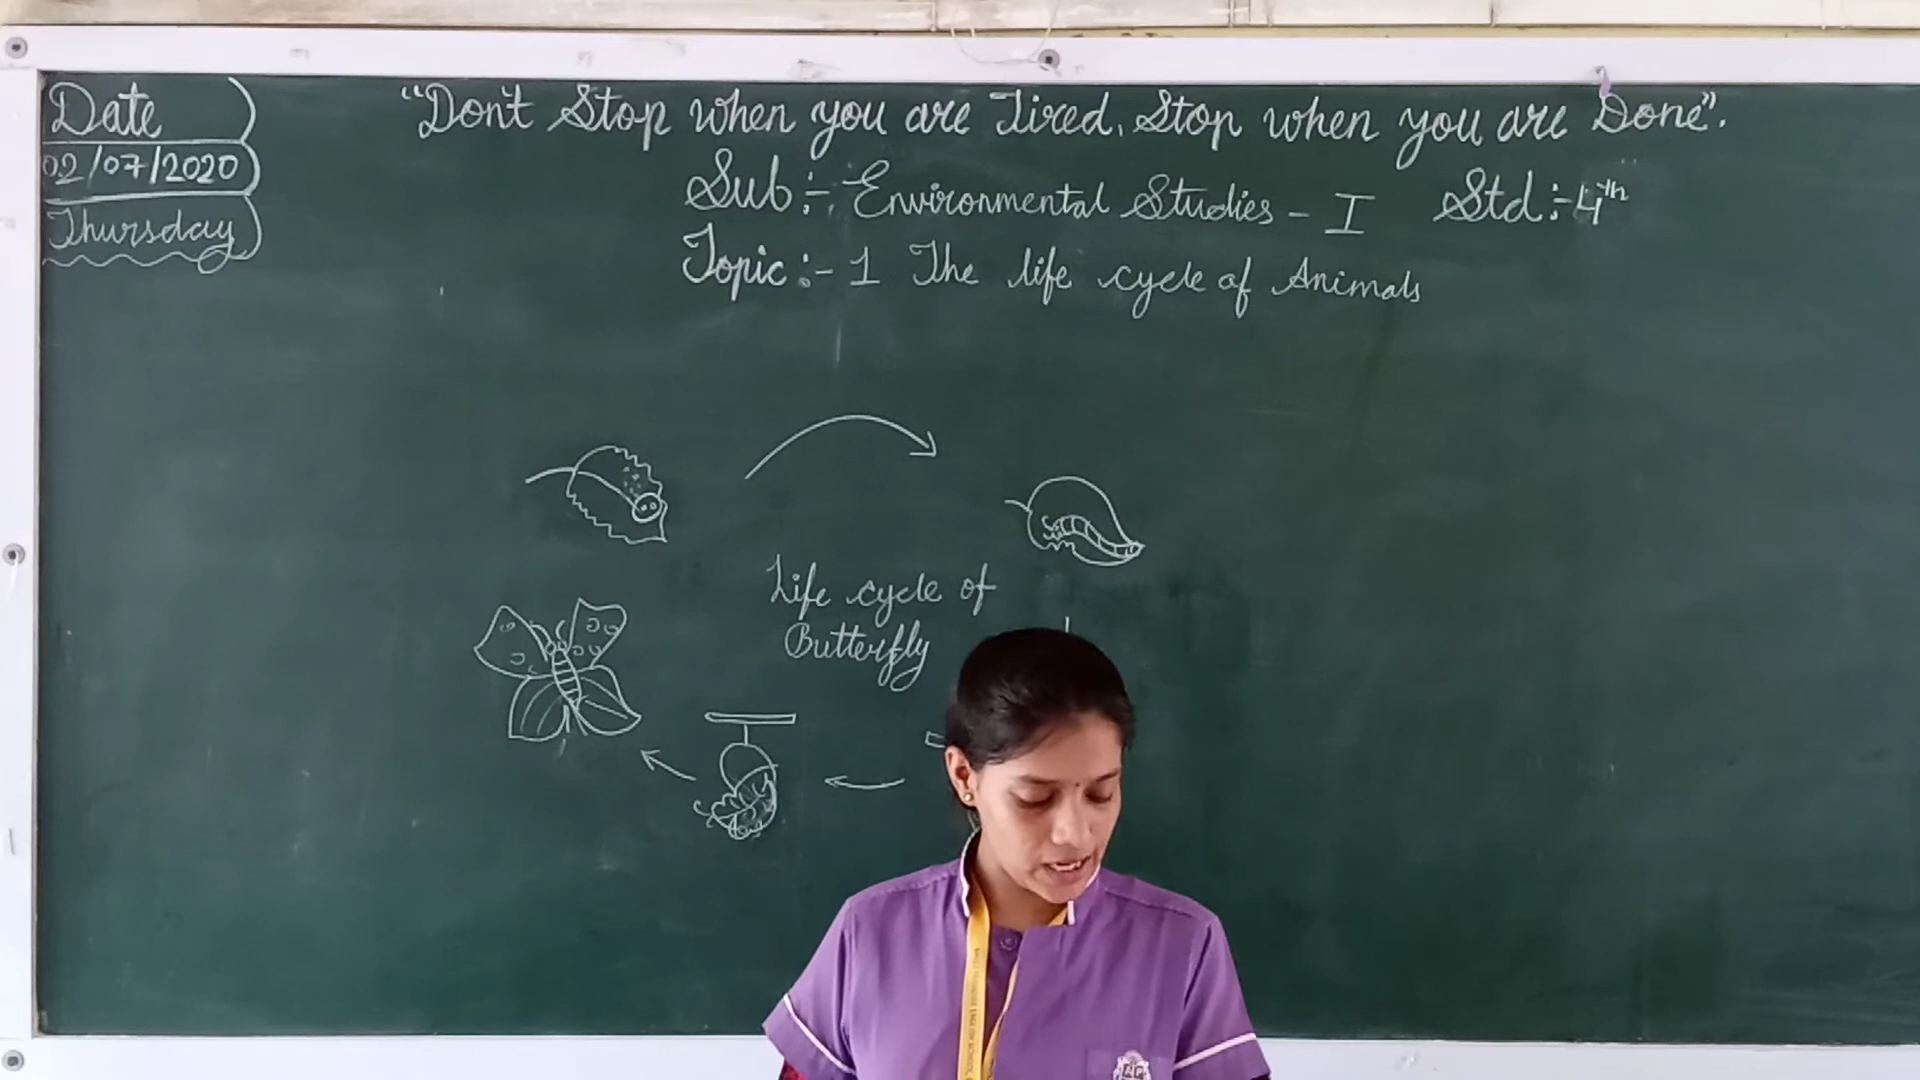 Date
02/07/2020
Thursday
"Don't Stop when you are Tired, Stop when you are Done".
Sub :- Environmental Studies - I Std :- 4th
Topic :- 1 The life cycle of Animals
Life cycle of
Butterfly